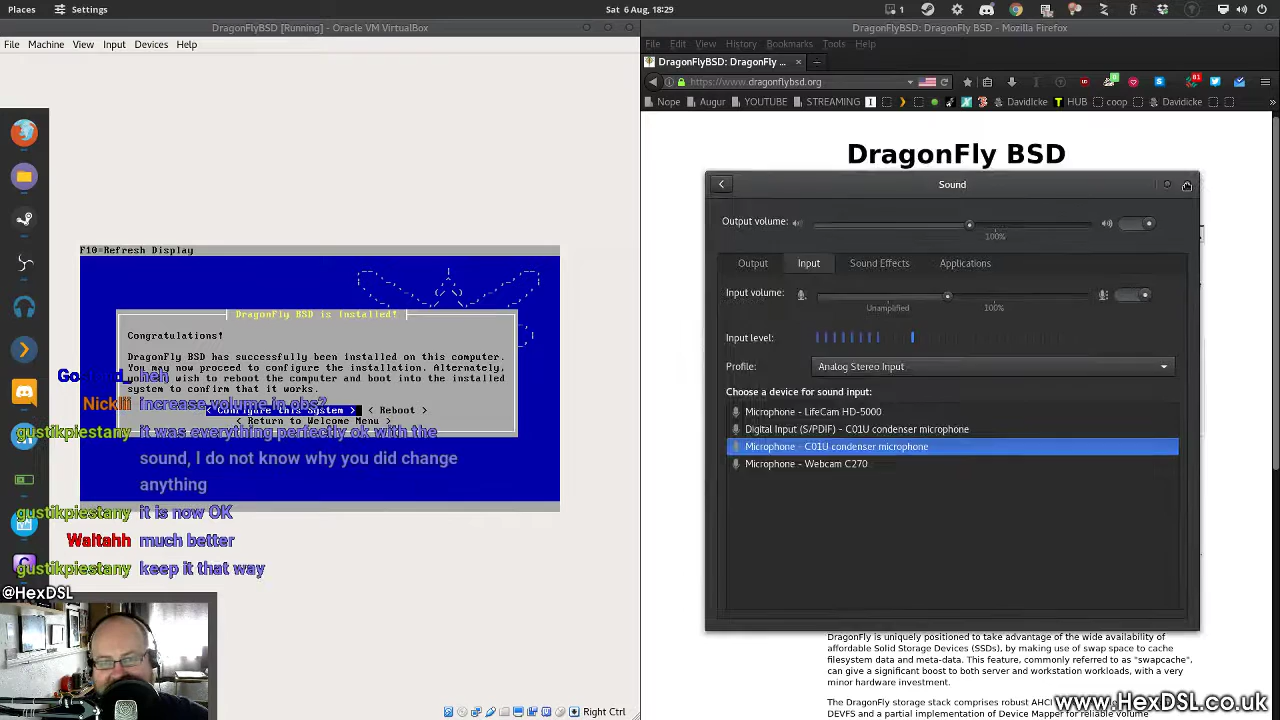 Places Settings Sat 6 Aug, 18:29 1
DragonFlyBSD [Running] - Oracle VM VirtualBox
File Machine View Input Devices Help
F10=Refresh Display
DragonFly BSD is Installed!
Congratulations!
DragonFly BSD has successfully been installed on this computer.
You may now proceed to configure the installation. Alternately,
wish to reboot the computer and boot into the installed
system to confirm that it works.
< Configure this System > < Reboot >
< Return to Welcome Menu >
heh
Nicklii increase volume in obs?
gustikpiestany it was everything perfectly ok with the
sound, I do not know why you did change
anything
gustikpiestany it is now OK
Waltahh much better
gustikpiestany keep it that way
@HexDSL
Right Ctrl
DragonFlyBSD: DragonFly BSD - Mozilla Firefox
File Edit View History Bookmarks Tools Help
DragonFlyBSD: DragonFly ...
https://www.dragonflybsd.org
81
Nope Augur YOUTUBE STREAMING DavidIcke HUB coop Davidicke
DragonFly BSD
Sound
Output volume:
100%
Output Input Sound Effects Applications
Input volume:
Unamplified 100%
Input level:
Profile: Analog Stereo Input
Choose a device for sound input:
Microphone - LifeCam HD-5000
Digital Input (S/PDIF) - C01U condenser microphone
Microphone - C01U condenser microphone
Microphone - Webcam C270
DragonFly is uniquely positioned to take advantage of the wide availability of
affordable Solid Storage Devices (SSDs), by making use of swap space to cache
filesystem data and meta-data. This feature, commonly referred to as "swapcache",
can give a significant boost to both server and workstation workloads, with a very
minor hardware investment.
The DragonFly storage stack comprises robust AHCI
DEVFS and a partial implementation of Device Mapper for reliable volume
www.HexDSL.co.uk